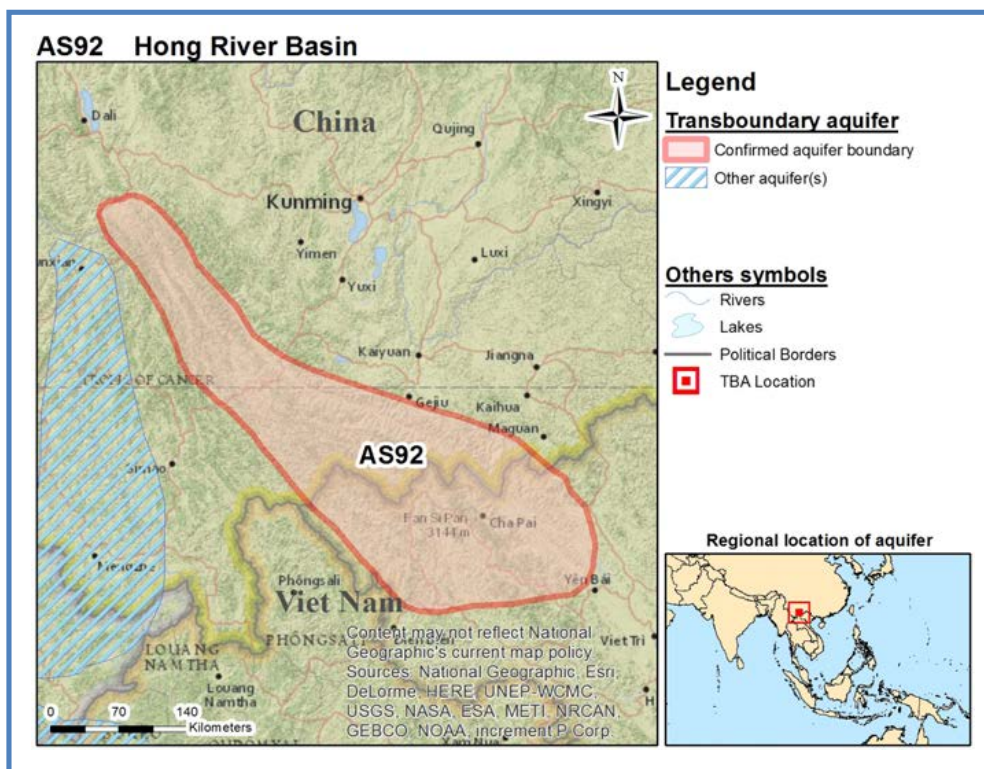 AS92 Hong River Basin
N
Dali
China
Qujing
Kunming
Xingyi
Yimen
Luxi
Yuxi
Kaiyuan
Jiangna
TROPIC OF CANCER
Gejiu
Kaihua
Maguan
AS92
Fan Si Pan
3144m
Cha Pai
Phôngsali
Yên Bái
Viet Nam
PHÔNGSALI
Viet Tri
LOUANG
NAMTHA
Louang
Namtha
Content may not reflect National
Geographic's current map policy
Sources: National Geographic, Esri,
DeLorme, HERE, UNEP-WCMC,
USGS, NASA, ESA, METI, NRCAN,
GEBCO, NOAA, increment P Corp.
0 70 140
Kilometers
Legend
Transboundary aquifer
Confirmed aquifer boundary
Other aquifer(s)
Others symbols
Rivers
Lakes
Political Borders
TBA Location
Regional location of aquifer